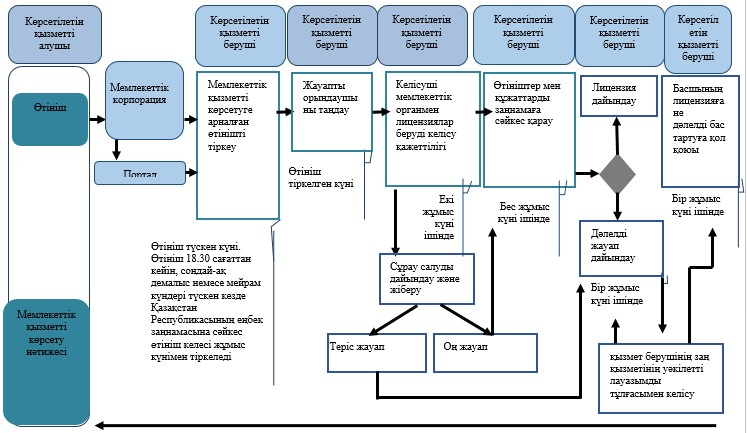 Көрсетілетін
қызметті
алушы
Көрсетілетін
қызметті
беруші
Көрсетілетін
қызметті
беруші
Көрсетілетін
қызметті
беруші
Көрсетілетін
қызметті
беруші
Көрсетілетін
қызметті
беруші
Көрсетіл
етін
қызметті
беруші
Өтініш
Мемлекеттік
корпорация
Портал
Мемлекеттік
қызметті
көрсетуге
арналған
өтінішті
тіркеу
Жауапты
орындаушы
ны таңдау
Келісуші
мемлекеттік
органмен
лицензиялар
беруді келісу
қажеттілігі
Өтініштер мен
құжаттарды
заңнамаға
сәйкес қарау
Лицензия
дайындау
Басшының
лицензияға
не
дәлелді бас
тартуға қол
қоюы
Өтініш
тіркелген күні
Екі
жұмыс
күні
ішінде
Бес жұмыс
күні ішінде
Бір жұмыс
күні ішінде
Өтініш түскен күні.
Өтініш 18.30 сағаттан
кейін, сондай-ақ
демалыс немесе мейрам
күндері түскен кезде
Қазақстан
Республикасының еңбек
заңнамасына сәйкес
өтініш келесі жұмыс
күнімен тіркеледі
Сұрау салуды
дайындау және
жіберу
Дәлелді
жауап
дайындау
Бір жұмыс
күні ішінде
Теріс жауап
Оң жауап
қызмет берушінің заң
қызметінің уәкілетті
лауазымды
тұлғасымен келісу
Мемлекеттік
қызметті
көрсету
нәтижесі